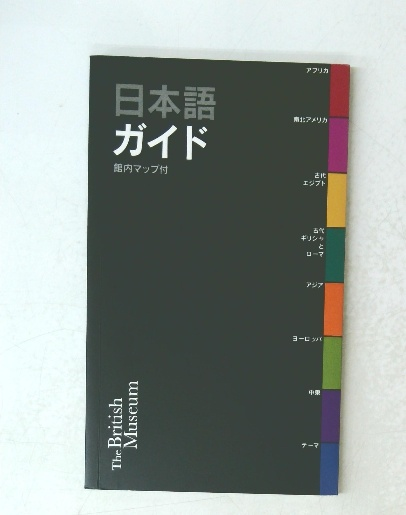 日本語
ガイド
館内マップ付
アフリカ
南北アメリカ
古代
エジプト
古代
ギリシャ
と
ローマ
アジア
ヨーロッパ
中東
テーマ
The British
Museum